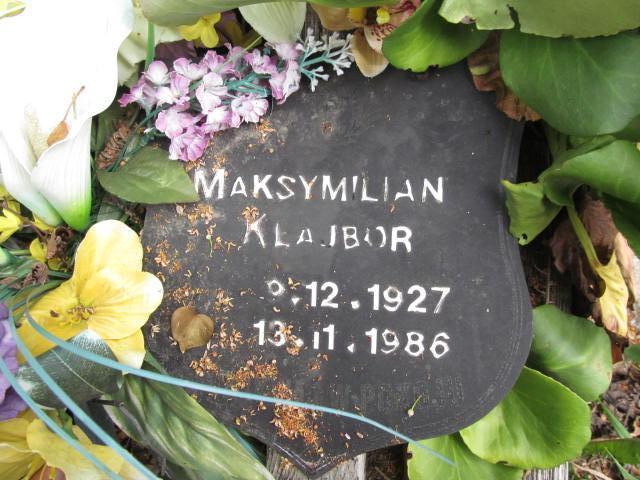 MAKSYMILIAN
KLAJBOR
9.12.1927
13.11.1986